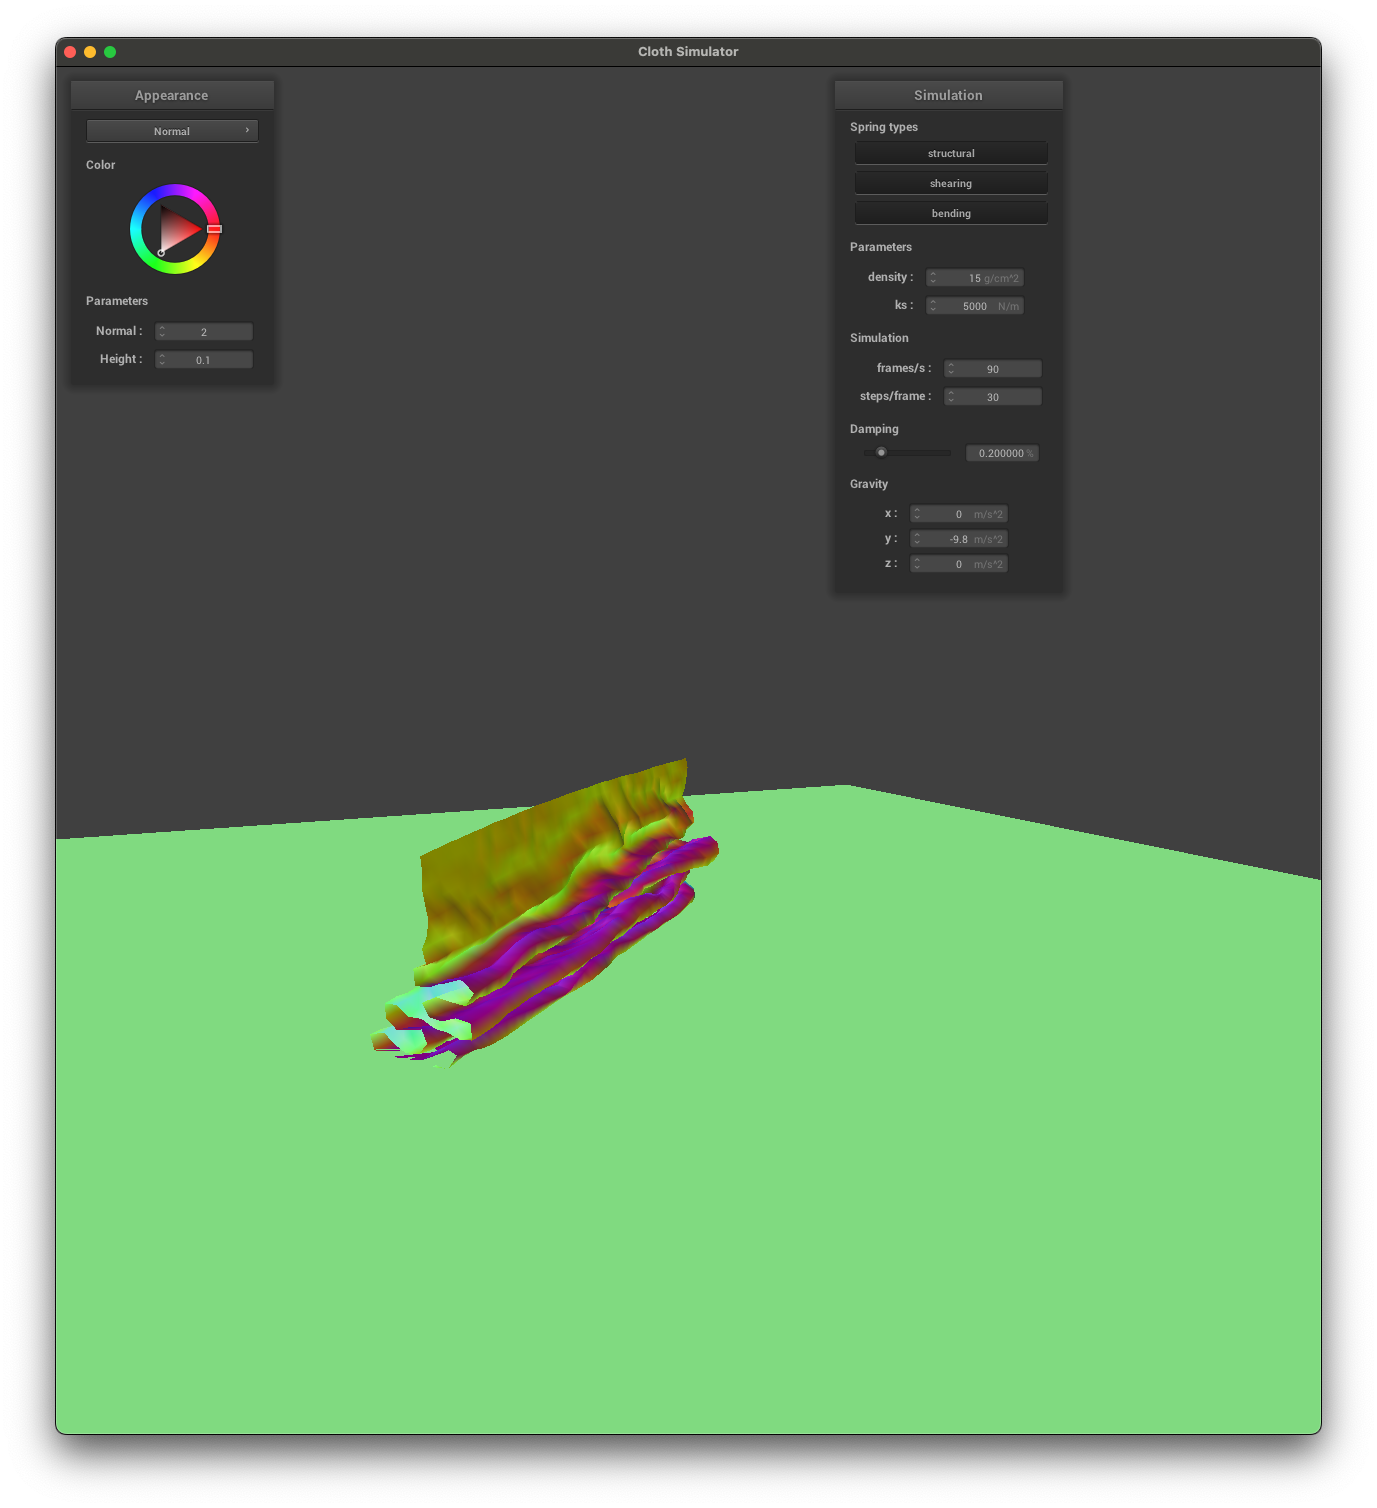 Cloth Simulator
Appearance
Normal
Color
Parameters
Normal : 2
Height : 0.1
Simulation
Spring types
structural
shearing
bending
Parameters
density : 15 g/cm^2
ks : 5000 N/m
Simulation
frames/s : 90
steps/frame : 30
Damping
0.200000 %
Gravity
x : 0 m/s^2
y : -9.8 m/s^2
z : 0 m/s^2